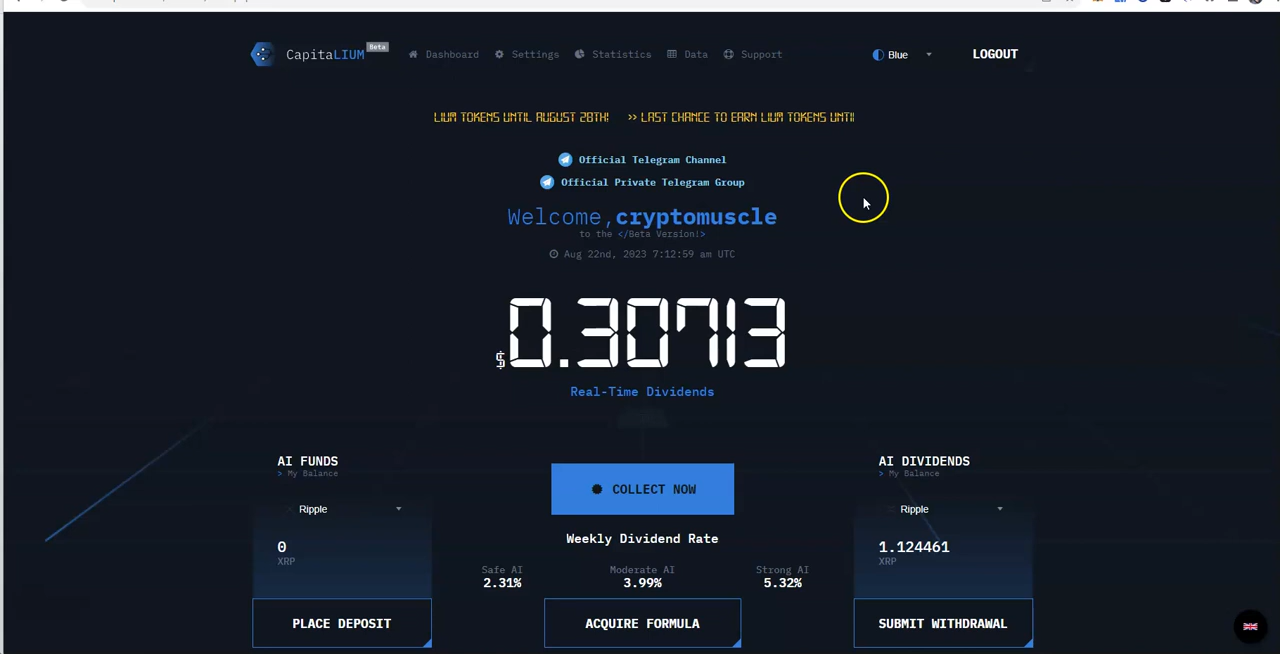 CapitaLIUM Beta Dashboard Settings Statistics Data Support Blue LOGOUT
LIUM TOKENS UNTIL AUGUST 28TH! >> LAST CHANCE TO EARN LIUM TOKENS UNTIL
Official Telegram Channel
Official Private Telegram Group
Welcome,cryptomuscle
to the </Beta Version!>
Aug 22nd, 2023 7:12:59 am UTC
$0.30713
Real-Time Dividends
AI FUNDS
> My Balance
Ripple
0
XRP
PLACE DEPOSIT
COLLECT NOW
Weekly Dividend Rate
Safe AI Moderate AI Strong AI
2.31% 3.99% 5.32%
ACQUIRE FORMULA
AI DIVIDENDS
> My Balance
Ripple
1.124461
XRP
SUBMIT WITHDRAWAL